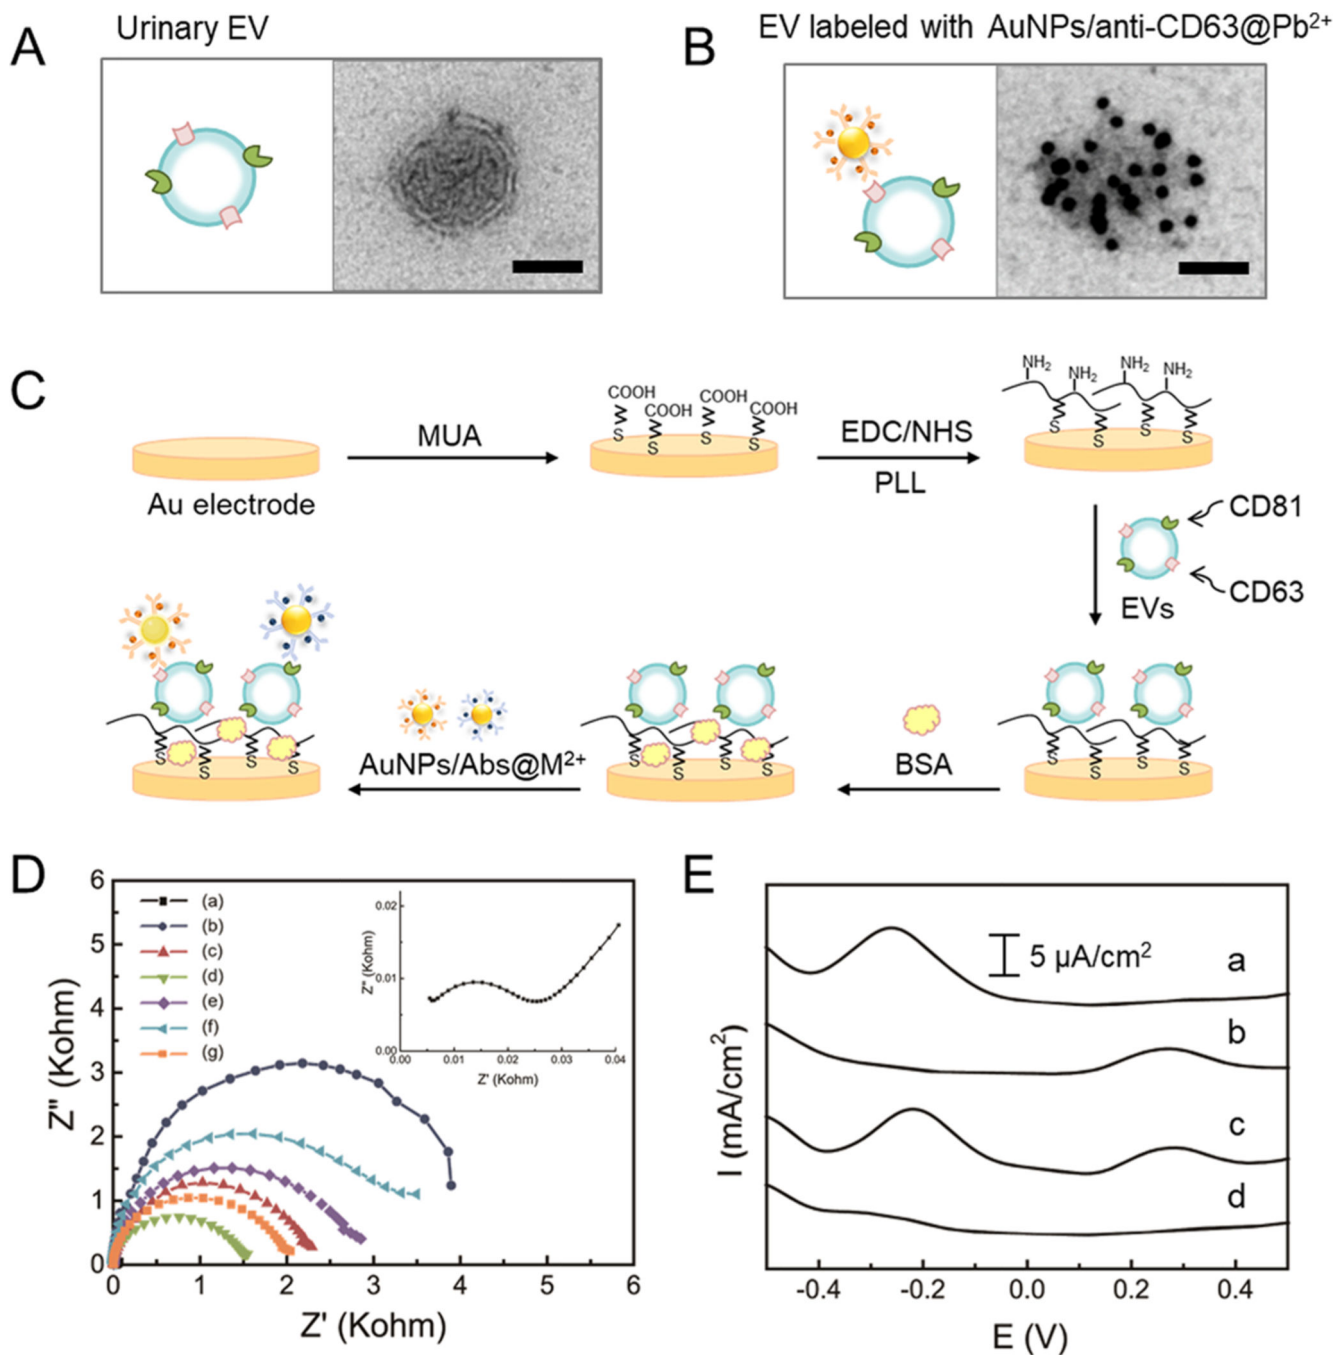 A
Urinary EV
B
EV labeled with AuNPs/anti-CD63@Pb²⁺
C
Au electrode
MUA
COOH
COOH
COOH
COOH
S
S
S
S
EDC/NHS
PLL
NH₂
NH₂
NH₂
NH₂
S
S
S
S
CD81
CD63
EVs
S
S
S
S
BSA
S
S
S
S
AuNPs/Abs@M²⁺
S
S
S
S
D
6
5
4
3
2
1
0
Z" (Kohm)
(a)
(b)
(c)
(d)
(e)
(f)
(g)
0.02
0.01
0.00
Z" (Kohm)
0.00 0.01 0.02 0.03 0.04
Z' (Kohm)
0 1 2 3 4 5 6
Z' (Kohm)
E
I (mA/cm²)
5 µA/cm²
a
b
c
d
-0.4 -0.2 0.0 0.2 0.4
E (V)